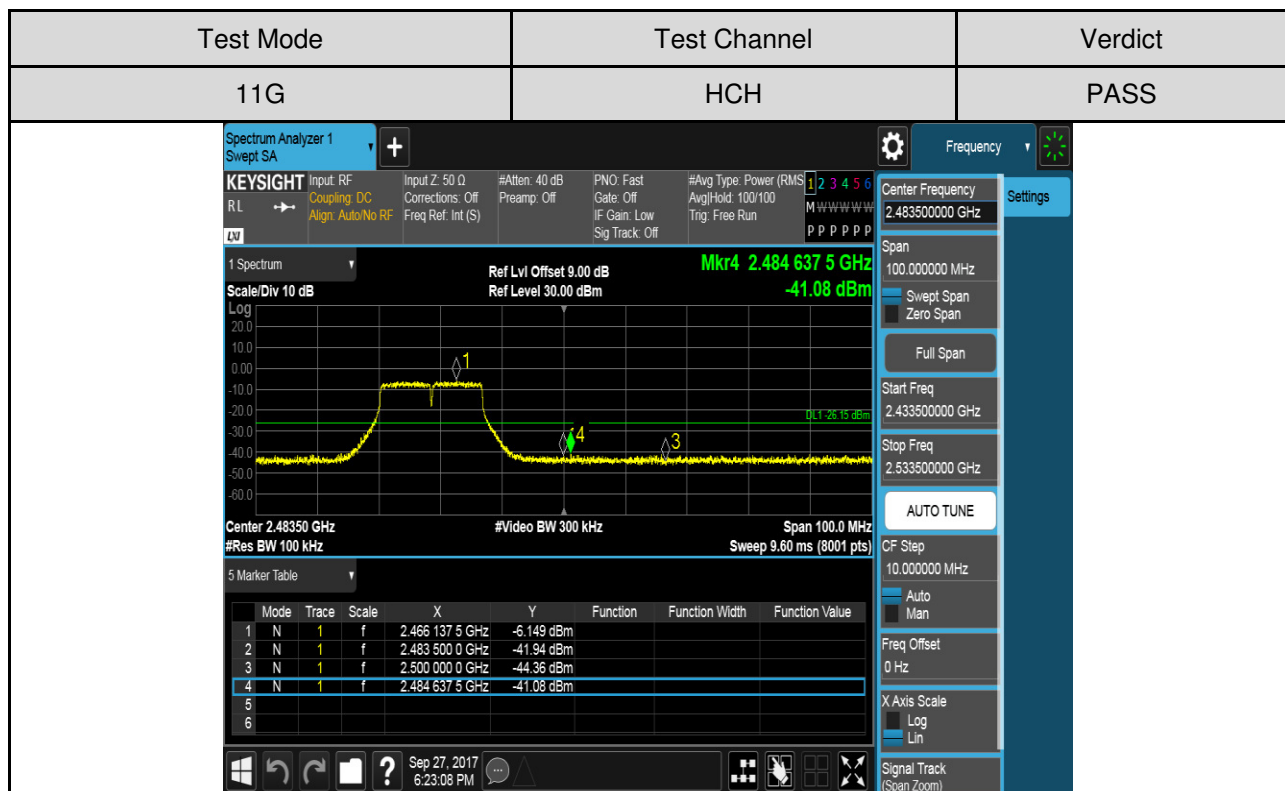 Test Mode Test Channel Verdict
11G HCH PASS
Spectrum Analyzer 1
Swept SA
+
Frequency
KEYSIGHT
RL
LXI
Input: RF
Coupling: DC
Align: Auto/No RF
Input Z: 50 Ω
Corrections: Off
Freq Ref: Int (S)
#Atten: 40 dB
Preamp: Off
PNO: Fast
Gate: Off
IF Gain: Low
Sig Track: Off
#Avg Type: Power (RMS
Avg|Hold: 100/100
Trig: Free Run
1 2 3 4 5 6
M W W W W W
P P P P P P
1 Spectrum
Scale/Div 10 dB
Ref Lvl Offset 9.00 dB
Ref Level 30.00 dBm
Mkr4 2.484 637 5 GHz
-41.08 dBm
Log
20.0
10.0
0.00
-10.0
-20.0
-30.0
-40.0
-50.0
-60.0
1
4
3
DL1 -26.15 dBm
Center 2.48350 GHz #Video BW 300 kHz Span 100.0 MHz
#Res BW 100 kHz Sweep 9.60 ms (8001 pts)
5 Marker Table
Mode Trace Scale X Y Function Function Width Function Value
1 N 1 f 2.466 137 5 GHz -6.149 dBm
2 N 1 f 2.483 500 0 GHz -41.94 dBm
3 N 1 f 2.500 000 0 GHz -44.36 dBm
4 N 1 f 2.484 637 5 GHz -41.08 dBm
5
6
?
Sep 27, 2017
6:23:08 PM
Center Frequency
2.483500000 GHz
Settings
Span
100.000000 MHz
Swept Span
Zero Span
Full Span
Start Freq
2.433500000 GHz
Stop Freq
2.533500000 GHz
AUTO TUNE
CF Step
10.000000 MHz
Auto
Man
Freq Offset
0 Hz
X Axis Scale
Log
Lin
Signal Track
(Span Zoom)